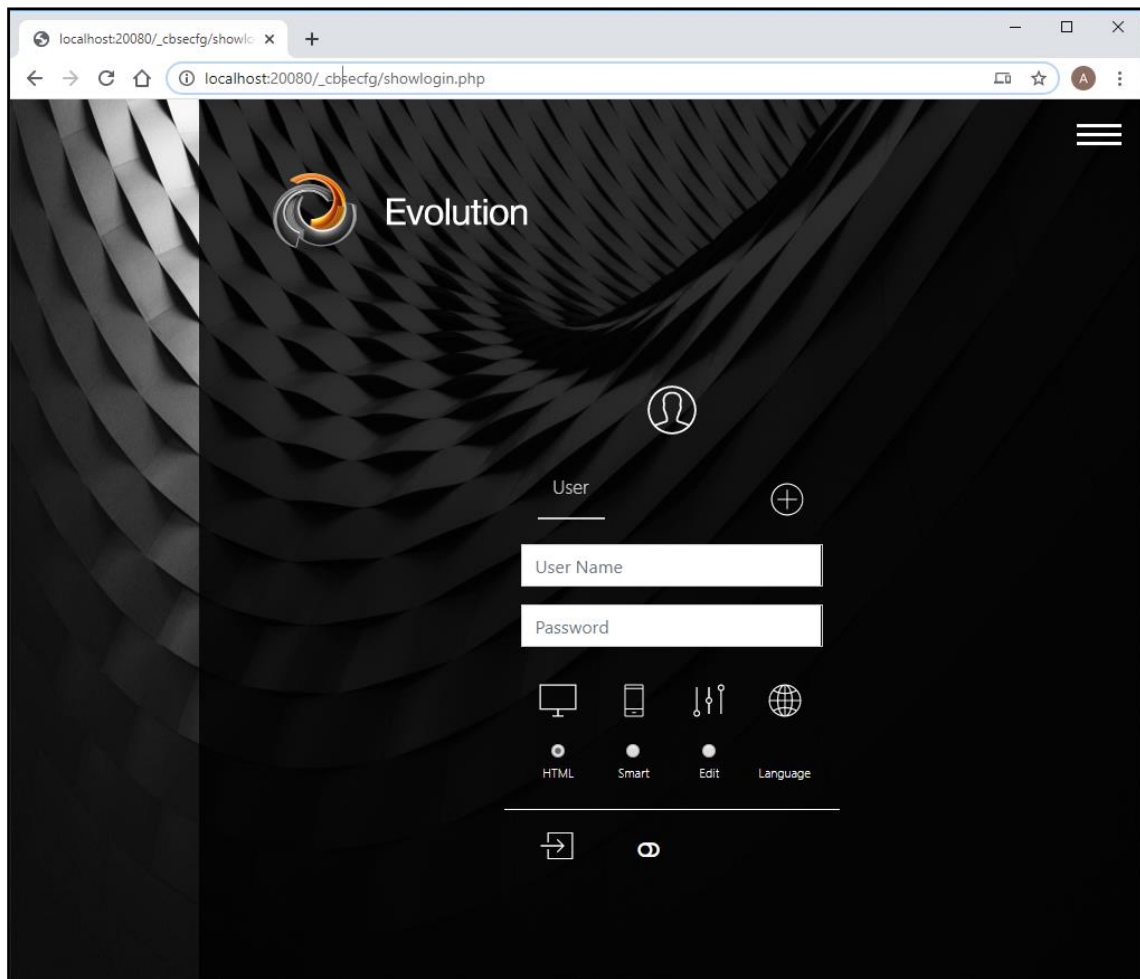 localhost:20080/_cbsecfg/showlo
localhost:20080/_cbsecfg/showlogin.php
A
Evolution
User
User Name
Password
HTML Smart Edit Language